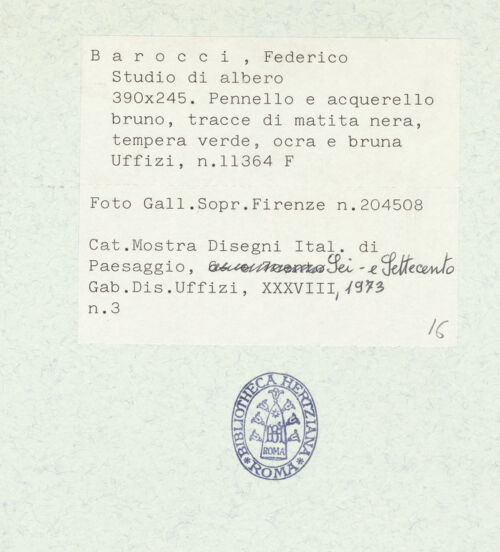 B a r o c c i , Federico
Studio di albero
390x245. Pennello e acquerello
bruno, tracce di matita nera,
tempera verde, ocra e bruna
Uffizi, n.11364 F
Foto Gall.Sopr.Firenze n.204508
Cat.Mostra Disegni Ital. di
Paesaggio, Sei - e Settecento
Gab.Dis.Uffizi, XXXVIII, 1973
n.3
16
BIBLIOTHECA HERTZIANA
ROMA
ROMA